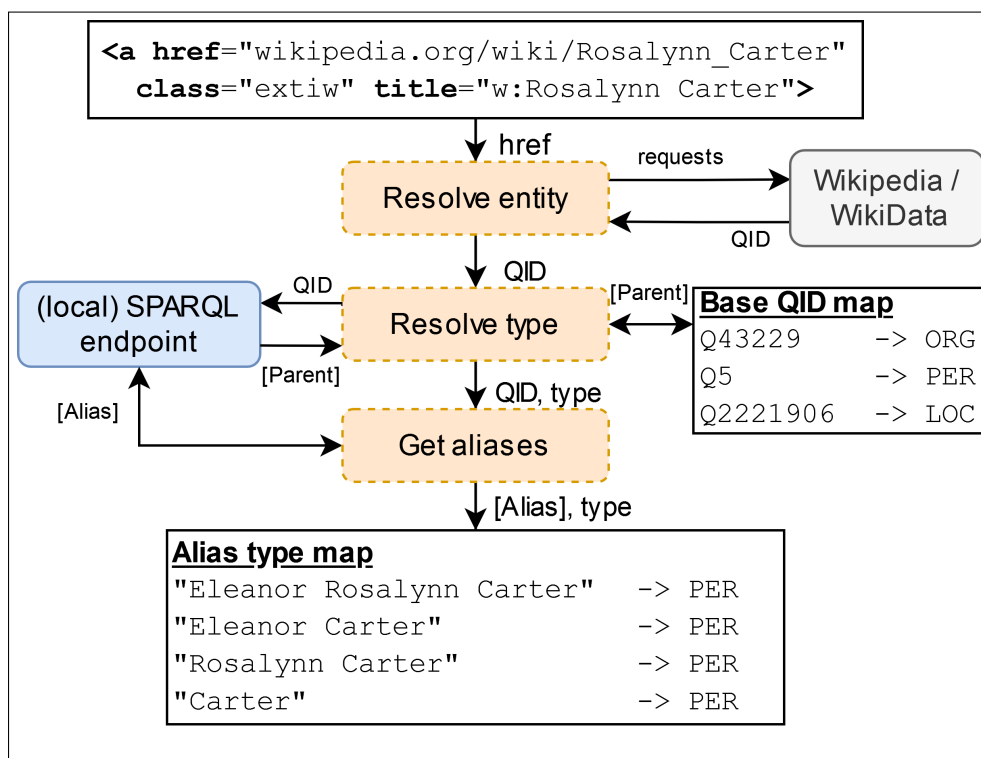 <a href="wikipedia.org/wiki/Rosalynn_Carter"
class="extiw" title="w:Rosalynn Carter">
href
Resolve entity
requests
QID
Wikipedia /
WikiData
QID
(local) SPARQL
endpoint
QID
[Parent]
Resolve type
[Parent]
Base QID map
Q43229 -> ORG
Q5 -> PER
Q2221906 -> LOC
QID, type
[Alias]
Get aliases
[Alias], type
Alias type map
"Eleanor Rosalynn Carter" -> PER
"Eleanor Carter" -> PER
"Rosalynn Carter" -> PER
"Carter" -> PER